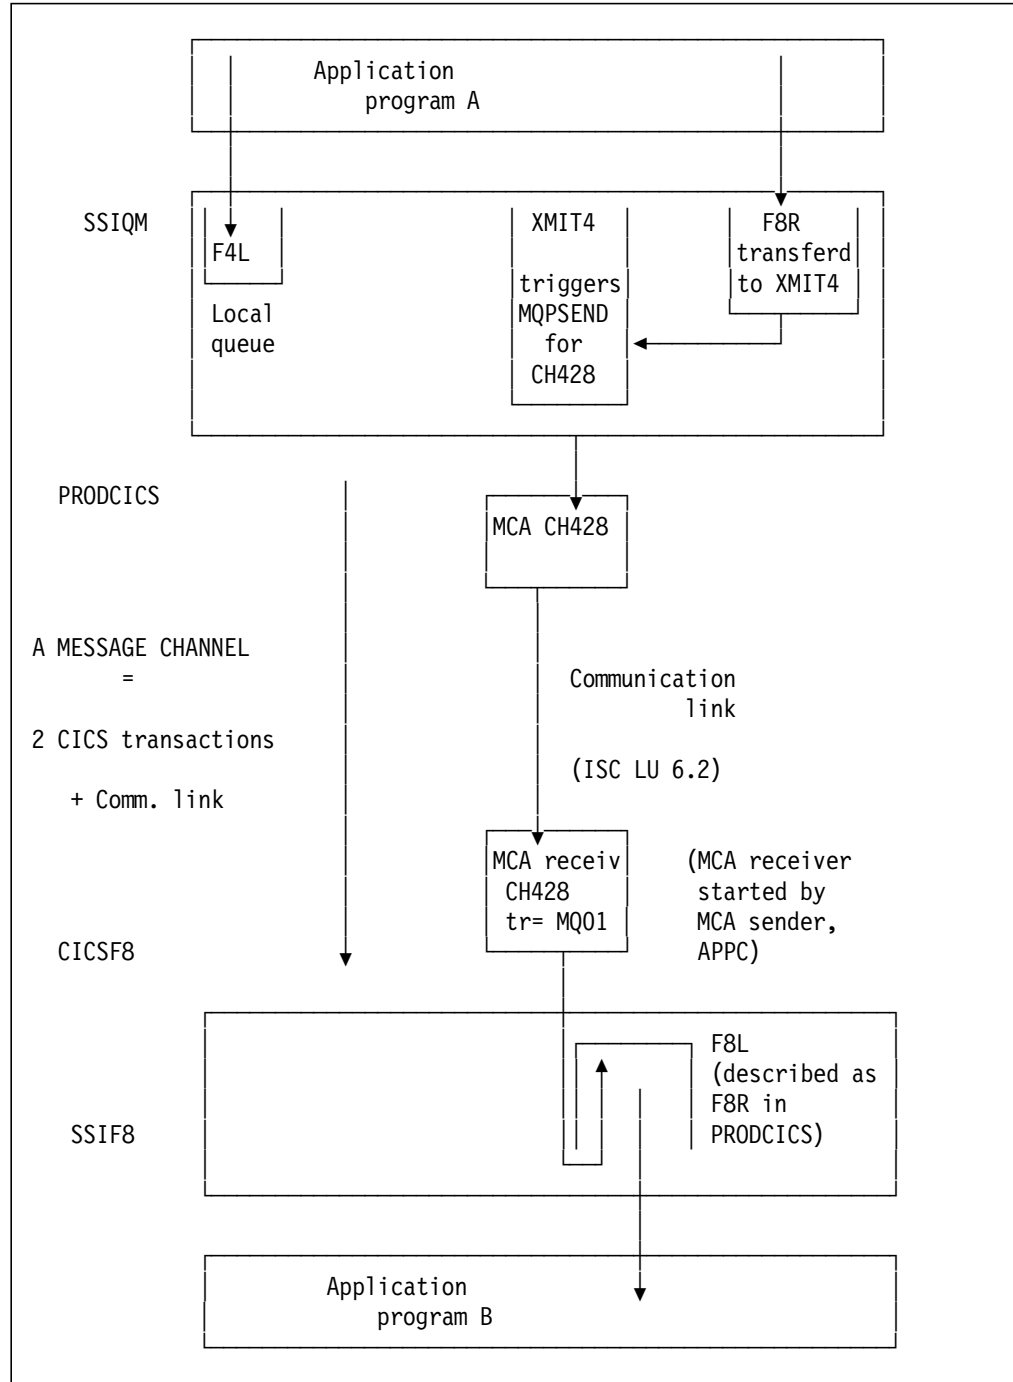 Application
program A
SSIQM
F4L
Local
queue
XMIT4
triggers
MQPSEND
for
CH428
F8R
transferd
to XMIT4
PRODCICS
MCA CH428
A MESSAGE CHANNEL
=
2 CICS transactions
+ Comm. link
Communication
link
(ISC LU 6.2)
MCA receiv
CH428
tr= MQ01
(MCA receiver
started by
MCA sender,
APPC)
CICSF8
F8L
(described as
F8R in
PRODCICS)
SSIF8
Application
program B